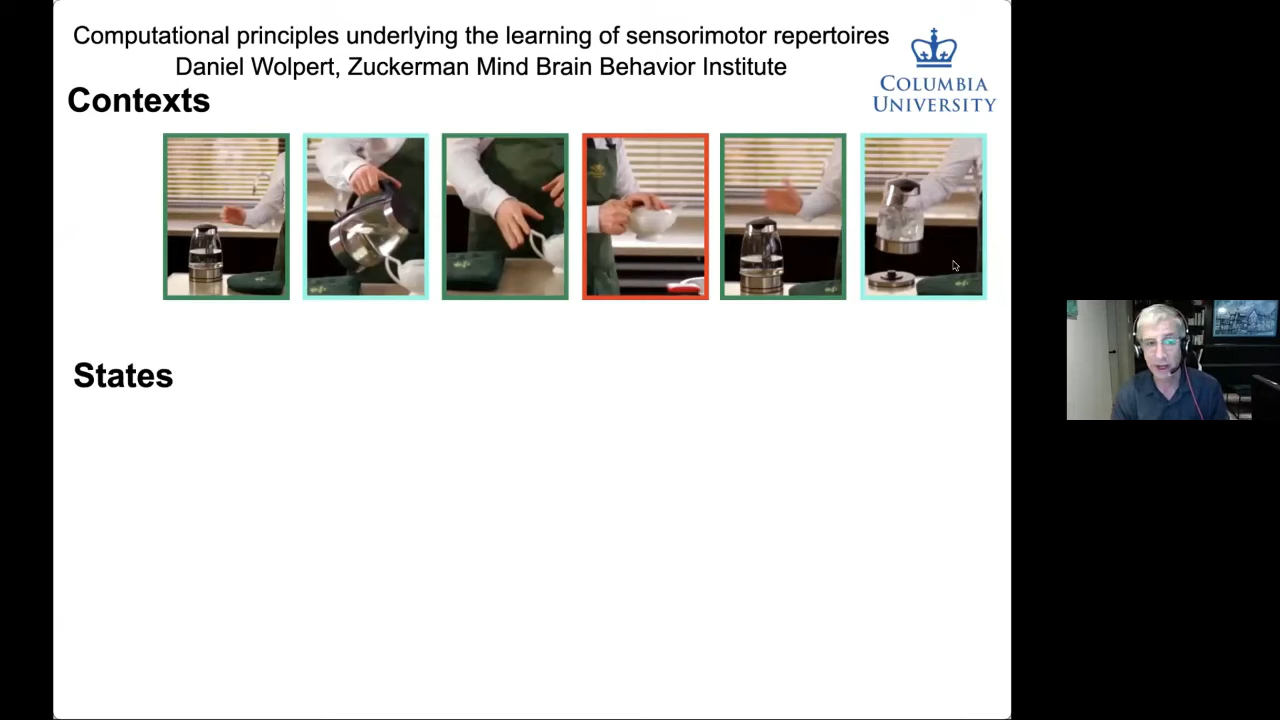 Computational principles underlying the learning of sensorimotor repertoires
Daniel Wolpert, Zuckerman Mind Brain Behavior Institute
COLUMBIA
UNIVERSITY
Contexts
States